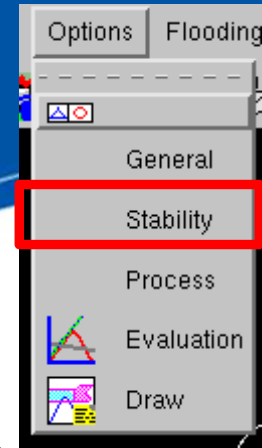 Options Flooding
General
Stability
Process
Evaluation
Draw